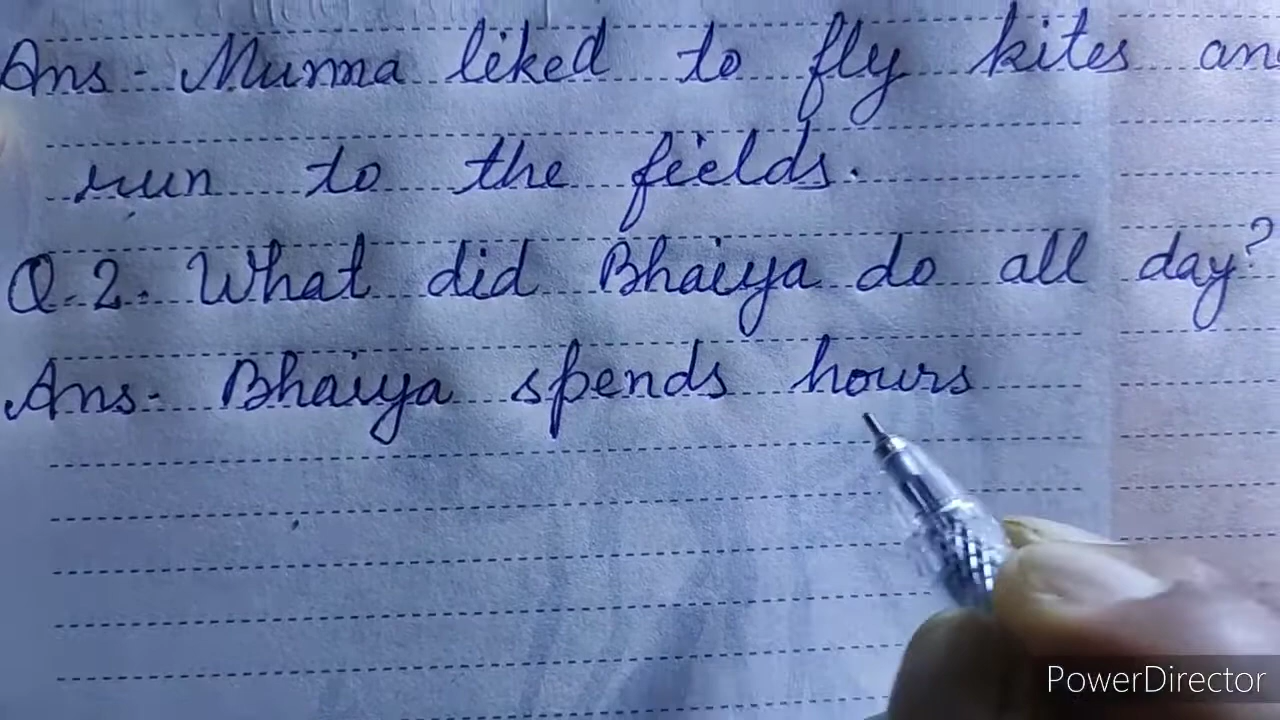 Ans - Munna liked to fly kites an
run to the fields.
Q.2. What did Bhaiya do all day?
Ans- Bhaiya spends hours
PowerDirector